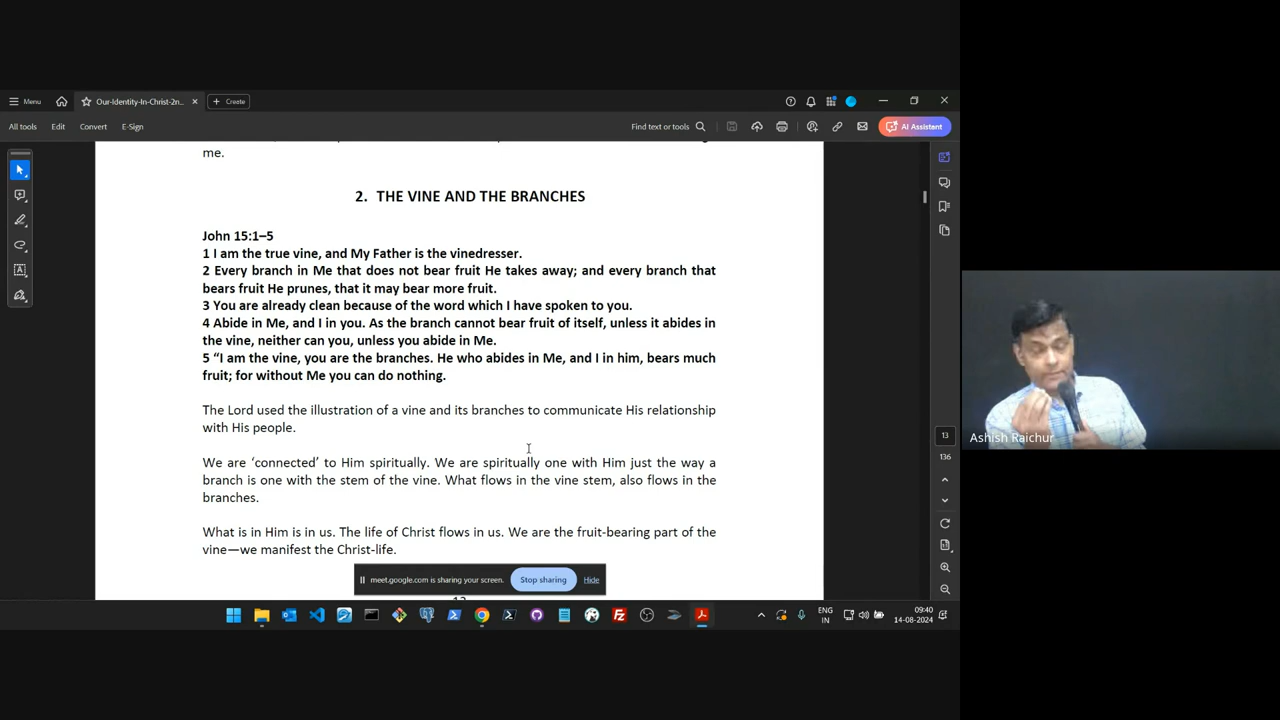 Menu
Our-Identity-In-Christ-2n...
Create
All tools
Edit
Convert
E-Sign
Find text or tools
AI Assistant
me.
2. THE VINE AND THE BRANCHES
John 15:1–5
1 I am the true vine, and My Father is the vinedresser.
2 Every branch in Me that does not bear fruit He takes away; and every branch that
bears fruit He prunes, that it may bear more fruit.
3 You are already clean because of the word which I have spoken to you.
4 Abide in Me, and I in you. As the branch cannot bear fruit of itself, unless it abides in
the vine, neither can you, unless you abide in Me.
5 “I am the vine, you are the branches. He who abides in Me, and I in him, bears much
fruit; for without Me you can do nothing.
The Lord used the illustration of a vine and its branches to communicate His relationship
with His people.
We are ‘connected’ to Him spiritually. We are spiritually one with Him just the way a
branch is one with the stem of the vine. What flows in the vine stem, also flows in the
branches.
What is in Him is in us. The life of Christ flows in us. We are the fruit-bearing part of the
vine—we manifest the Christ-life.
13
136
Ashish Raichur
meet.google.com is sharing your screen.
Stop sharing
Hide
ENG
IN
09:40
14-08-2024